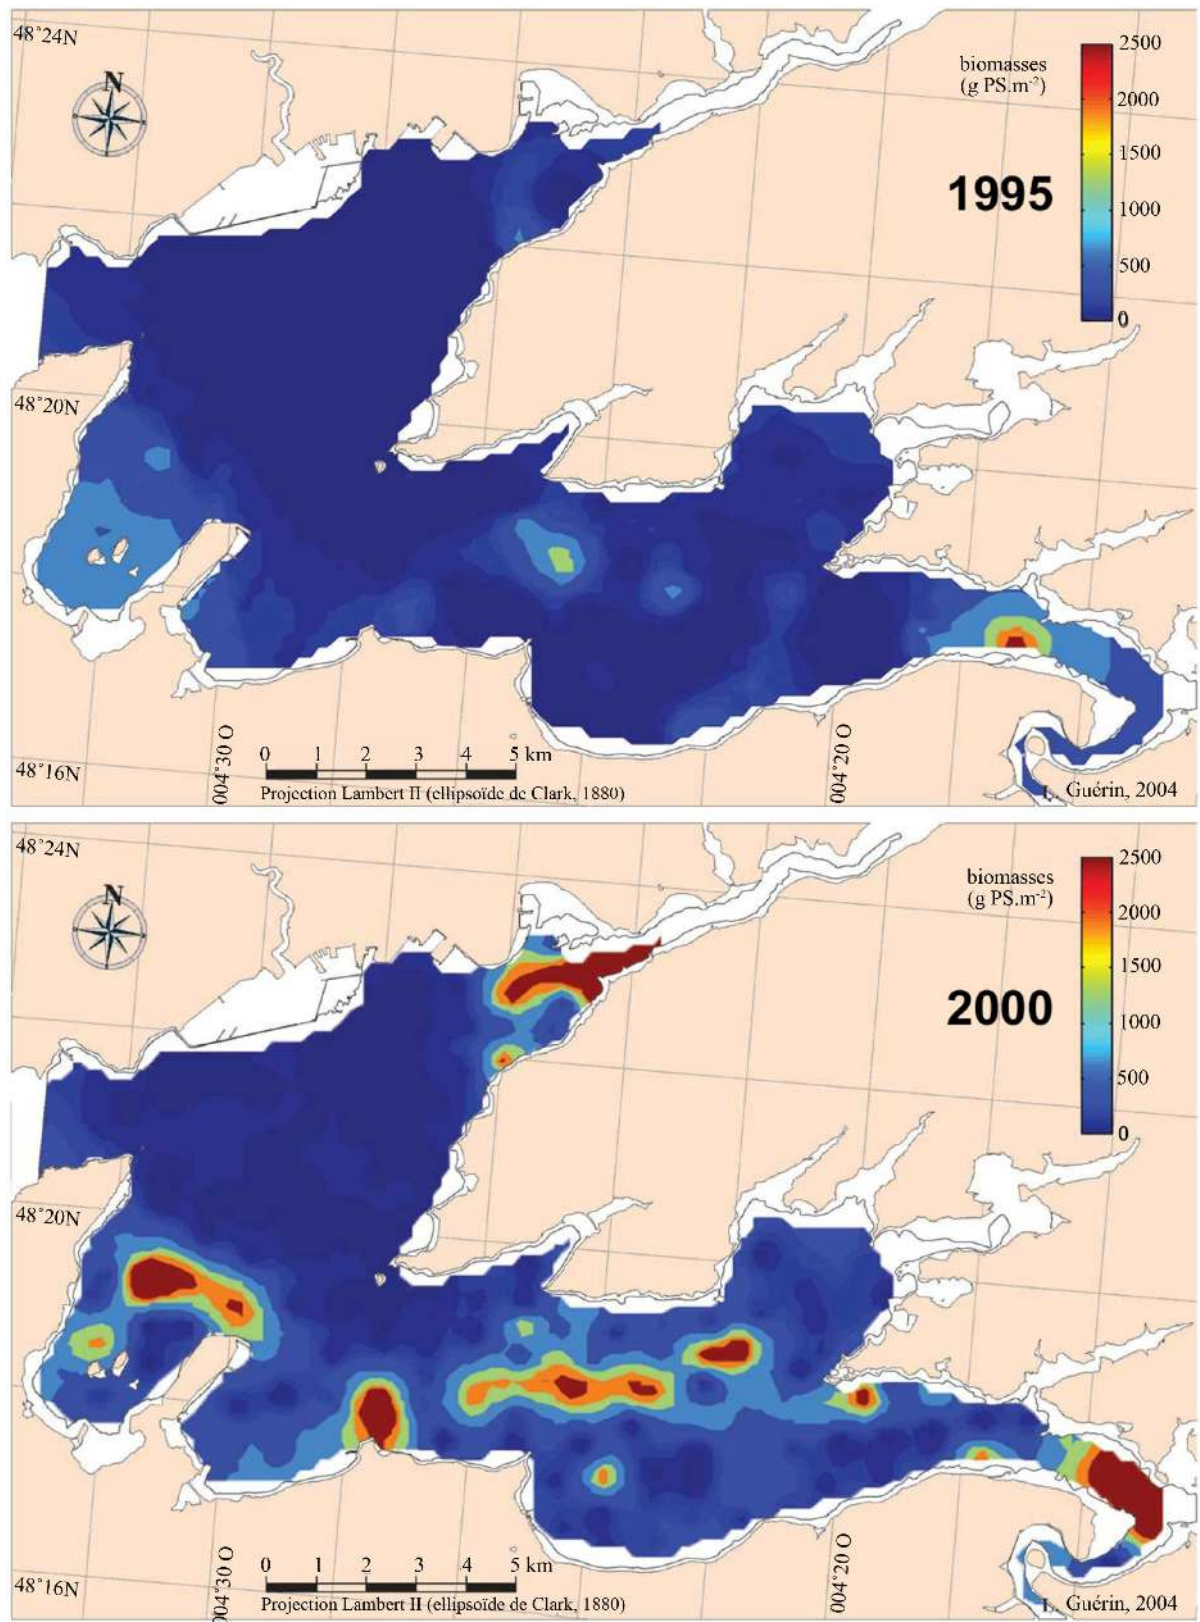 48°24N
N
biomasses
(g PS.m-2)
2500
2000
1500
1000
500
0
1995
48°20N
48°16N
004°30 O
004°20 O
0 1 2 3 4 5 km
Projection Lambert II (ellipsoïde de Clark, 1880)
L. Guérin, 2004
48°24N
N
biomasses
(g PS.m-2)
2500
2000
1500
1000
500
0
2000
48°20N
48°16N
004°30 O
004°20 O
0 1 2 3 4 5 km
Projection Lambert II (ellipsoïde de Clark, 1880)
L. Guérin, 2004